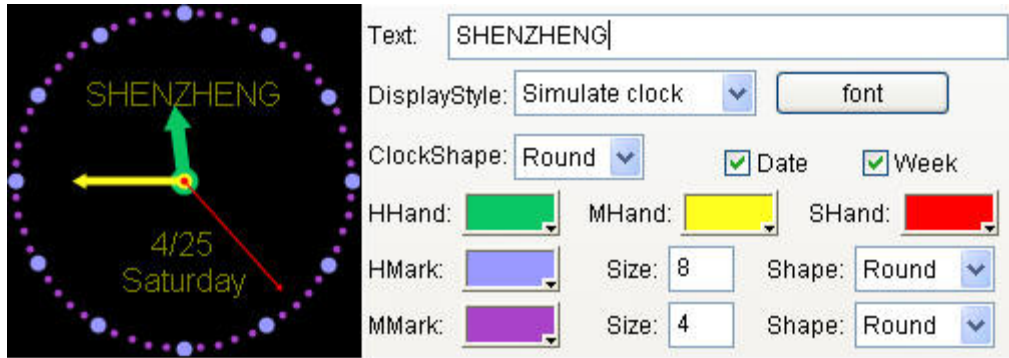 SHENZHENG
4/25
Saturday
Text: SHENZHENG
DisplayStyle: Simulate clock font
ClockShape: Round Date Week
HHand: MHand: SHand:
HMark: Size: 8 Shape: Round
MMark: Size: 4 Shape: Round